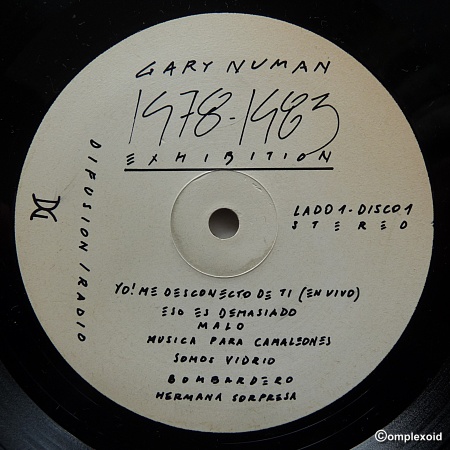 GARY NUMAN
1978-1983
EXHIBITION
DIFUSION/RADIO
LADO 1-DISCO 1
STEREO
YO! ME DESCONECTO DE TI (EN VIVO)
ESO ES DEMASIADO
MALO
MUSICA PARA CAMALEONES
SOMOS VIDRIO
BOMBARDERO
HERMANA SORPRESA
©omplexoid